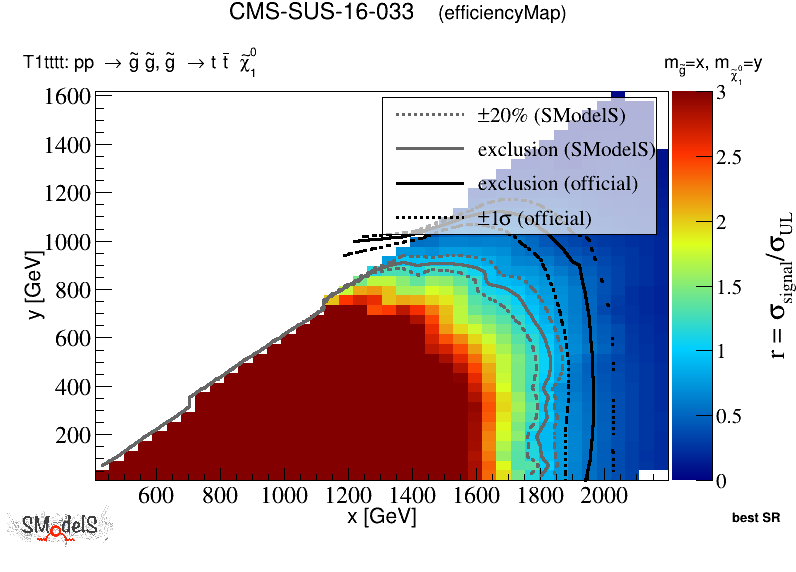 CMS-SUS-16-033 (efficiencyMap)
T1tttt: pp → g̃ g̃, g̃ → t t̄ χ̃₁⁰
m_g̃=x, m_χ̃₁⁰=y
±20% (SModelS)
exclusion (SModelS)
exclusion (official)
±1σ (official)
1600
1400
1200
1000
800
600
400
200
y [GeV]
600 800 1000 1200 1400 1600 1800 2000
x [GeV]
3
2.5
2
1.5
1
0.5
0
r = σ_signal/σ_UL
best SR
SModelS